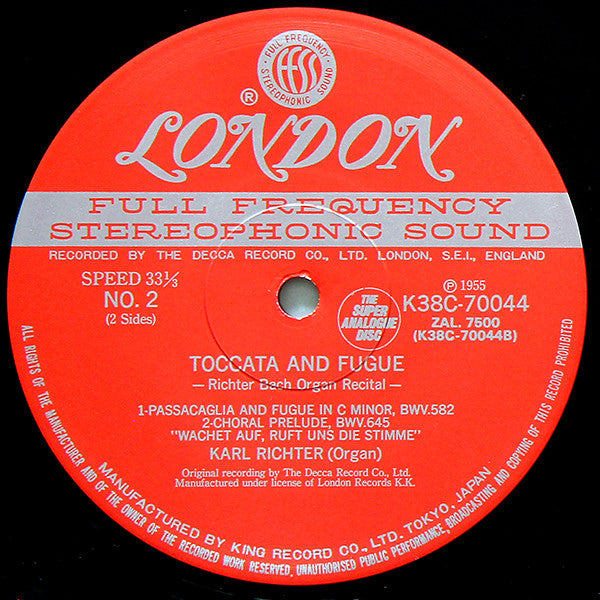 FULL FREQUENCY
FFSS
STEREOPHONIC SOUND
®
LONDON
FULL FREQUENCY
STEREOPHONIC SOUND
RECORDED BY THE DECCA RECORD CO., LTD. LONDON, S.E.I., ENGLAND
SPEED 33⅓
NO. 2
(2 Sides)
THE
SUPER
ANALOGUE
DISC
Ⓟ 1955
K38C-70044
ZAL. 7500
(K38C-70044B)
TOCCATA AND FUGUE
— Richter Bach Organ Recital —
1-PASSACAGLIA AND FUGUE IN C MINOR, BWV.582
2-CHORAL PRELUDE, BWV.645
"WACHET AUF, RUFT UNS DIE STIMME"
KARL RICHTER (Organ)
Original recording by The Decca Record Co., Ltd.
Manufactured under license of London Records K.K.
MANUFACTURED BY KING RECORD CO., LTD. TOKYO, JAPAN
ALL RIGHTS OF THE MANUFACTURER AND OF THE OWNER OF THE RECORDED WORK RESERVED, UNAUTHORISED PUBLIC PERFORMANCE, BROADCASTING AND COPYING OF THIS RECORD PROHIBITED